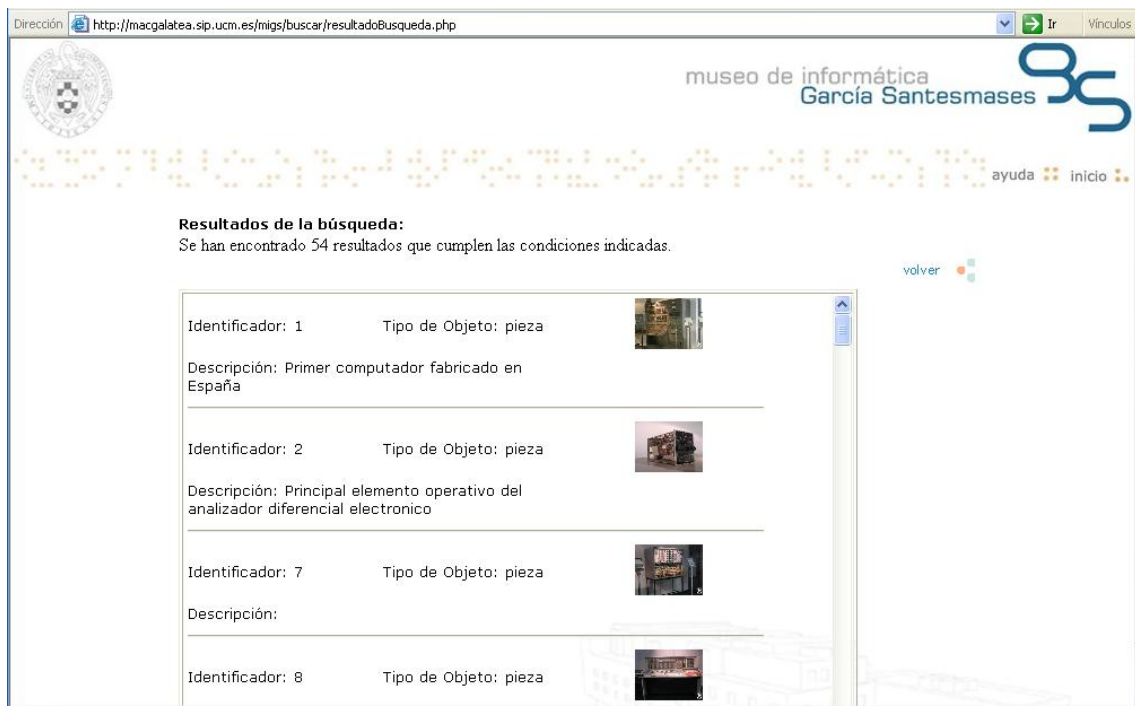 Dirección http://macgalatea.sip.ucm.es/migs/buscar/resultadoBusqueda.php Ir Vínculos
museo de informática
García Santesmases
ayuda inicio
Resultados de la búsqueda:
Se han encontrado 54 resultados que cumplen las condiciones indicadas.
volver
Identificador: 1 Tipo de Objeto: pieza
Descripción: Primer computador fabricado en
España
Identificador: 2 Tipo de Objeto: pieza
Descripción: Principal elemento operativo del
analizador diferencial electronico
Identificador: 7 Tipo de Objeto: pieza
Descripción:
Identificador: 8 Tipo de Objeto: pieza